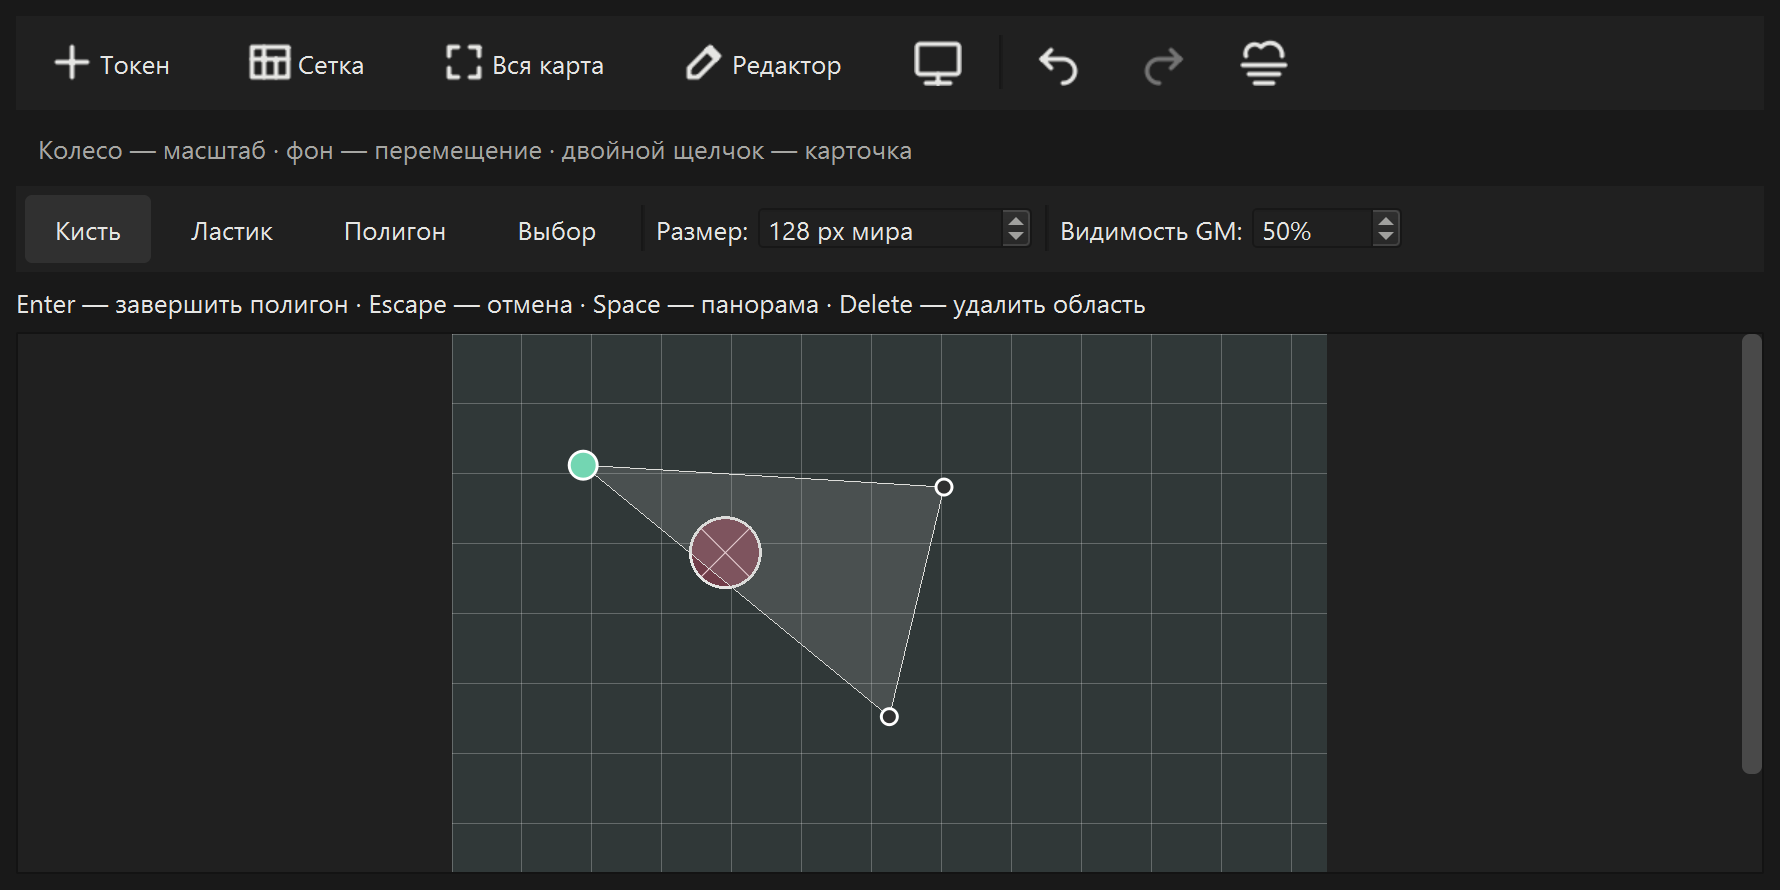 Токен Сетка Вся карта Редактор
Колесо — масштаб · фон — перемещение · двойной щелчок — карточка
Кисть Ластик Полигон Выбор Размер: 128 px мира Видимость GM: 50%
Enter — завершить полигон · Escape — отмена · Space — панорама · Delete — удалить область